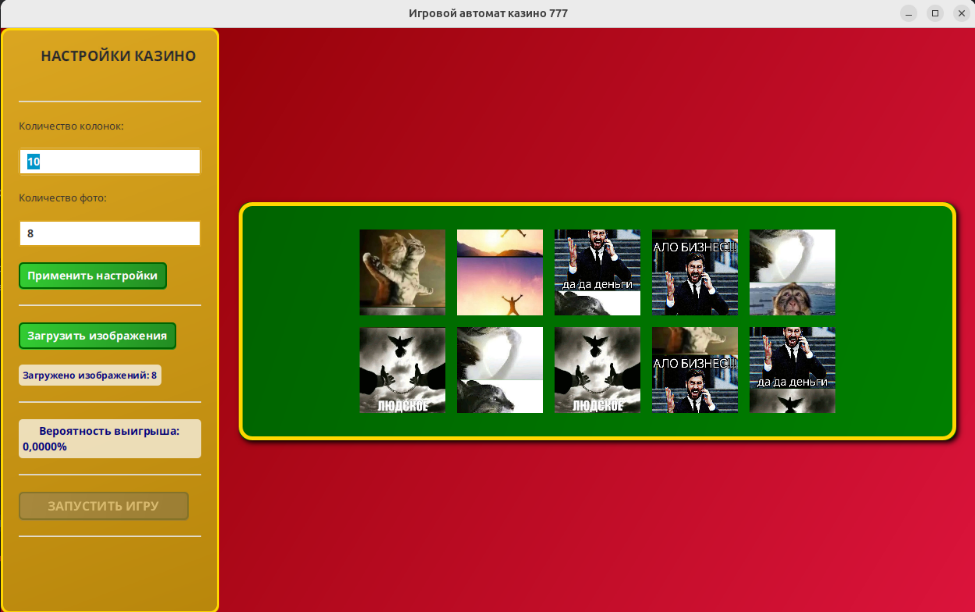 Игровой автомат казино 777
НАСТРОЙКИ КАЗИНО
Количество колонок:
10
Количество фото:
8
Применить настройки
Загрузить изображения
Загружено изображений: 8
Вероятность выигрыша:
0,0000%
ЗАПУСТИТЬ ИГРУ
да да деньги
АЛО БИЗНЕС!!
ЛЮДСКОЕ
ЛЮДСКОЕ
АЛО БИЗНЕС!!
да да деньги